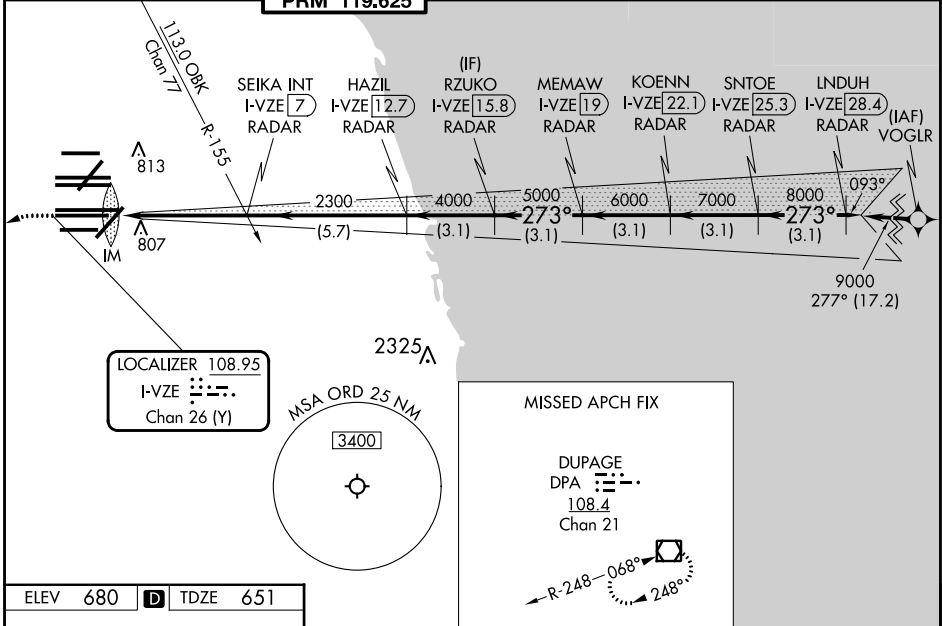 PRM 119.625
113.0 OBK
Chan 77
R-155
SEIKA INT
I-VZE 7
RADAR
HAZIL
I-VZE 12.7
RADAR
(IF)
RZUKO
I-VZE 15.8
RADAR
MEMAW
I-VZE 19
RADAR
KOENN
I-VZE 22.1
RADAR
SNTOE
I-VZE 25.3
RADAR
LNDUH
I-VZE 28.4
RADAR
(IAF)
VOGLR
813
807
IM
2300
4000
5000
6000
7000
8000
093°
273°
273°
(5.7)
(3.1)
(3.1)
(3.1)
(3.1)
(3.1)
9000
277° (17.2)
LOCALIZER 108.95
I-VZE
Chan 26 (Y)
2325
MSA ORD 25 NM
3400
MISSED APCH FIX
DUPAGE
DPA
108.4
Chan 21
R-248
068°
248°
ELEV 680 D TDZE 651